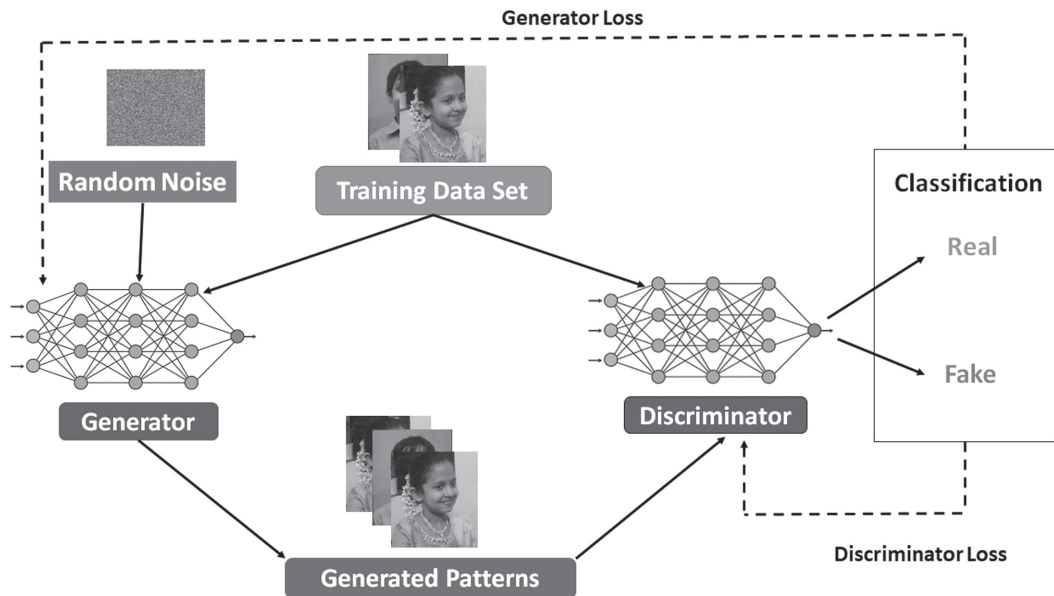 Generator Loss
Random Noise
Training Data Set
Classification
Real
Fake
Generator
Discriminator
Generated Patterns
Discriminator Loss